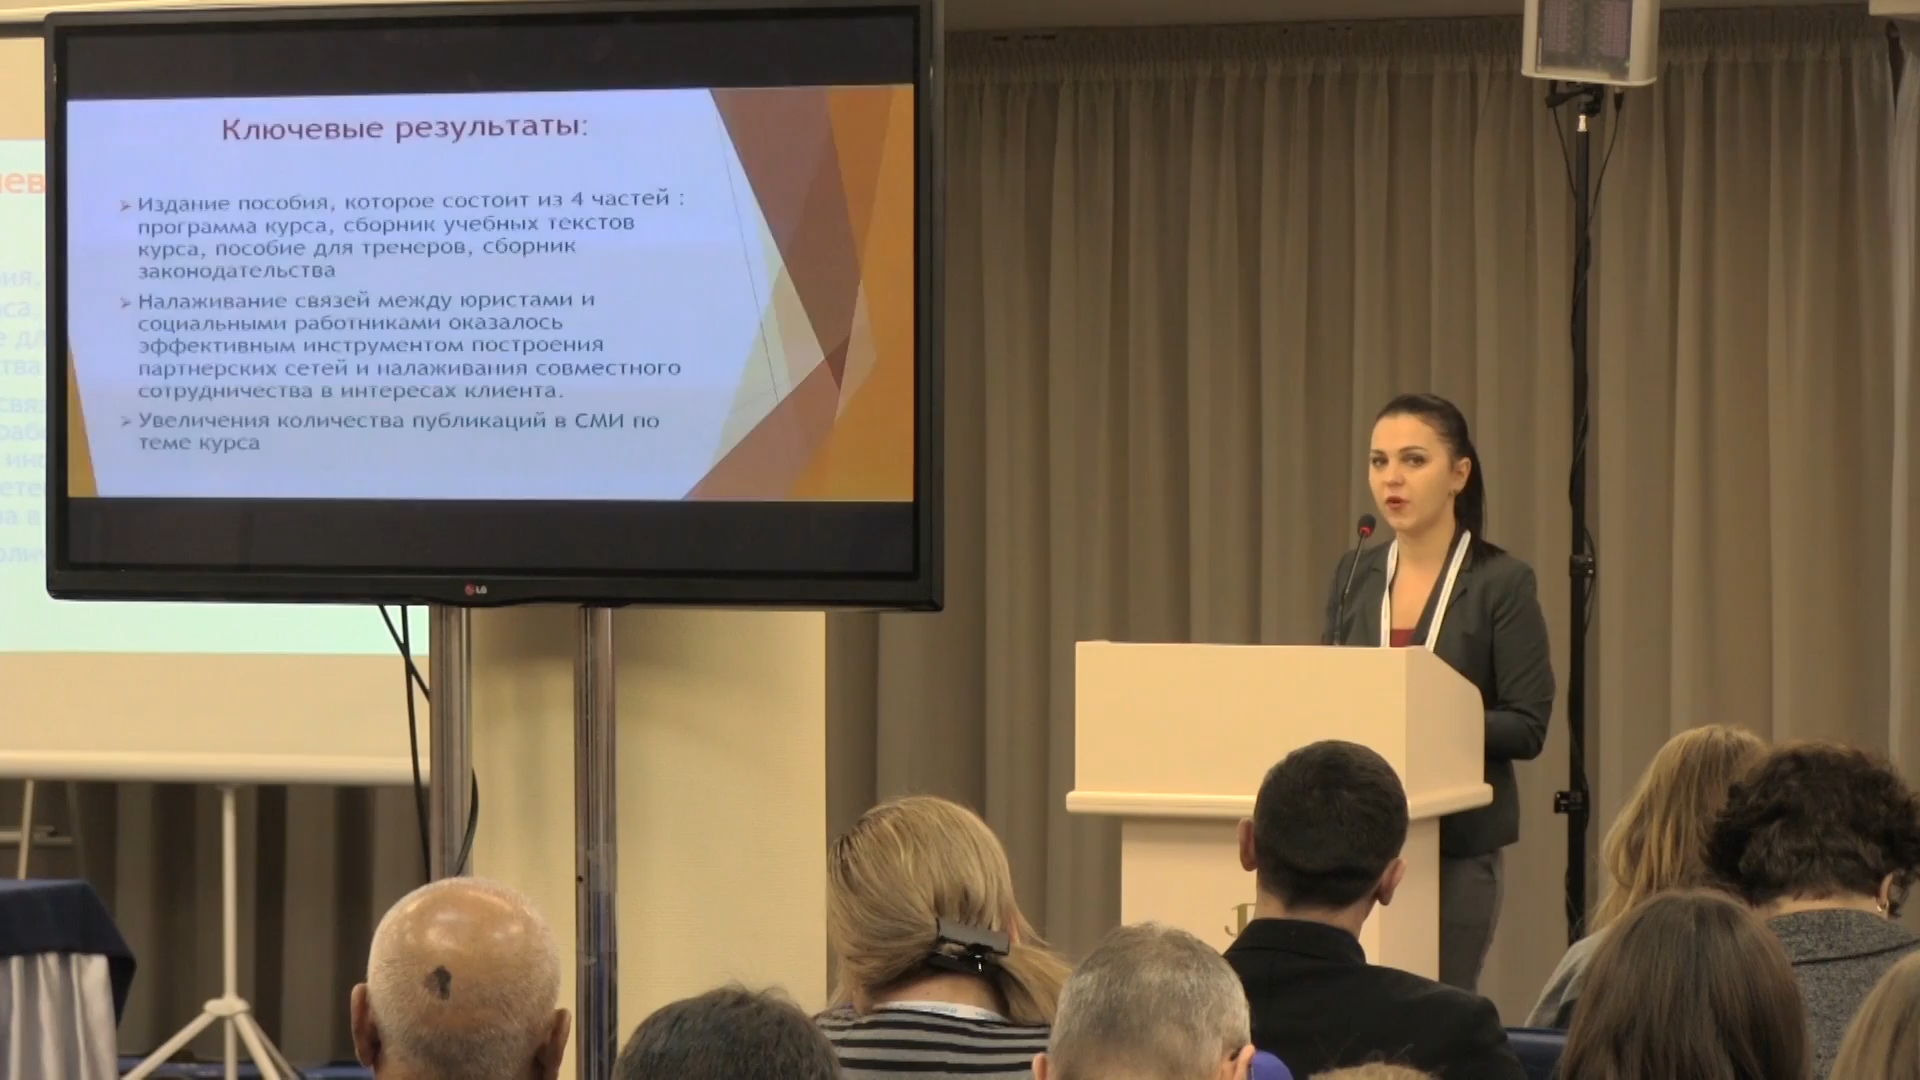 Ключевые результаты:
Издание пособия, которое состоит из 4 частей :
программа курса, сборник учебных текстов
курса, пособие для тренеров, сборник
законодательства
Налаживание связей между юристами и
социальными работниками оказалось
эффективным инструментом построения
партнерских сетей и налаживания совместного
сотрудничества в интересах клиента.
Увеличения количества публикаций в СМИ по
теме курса
LG